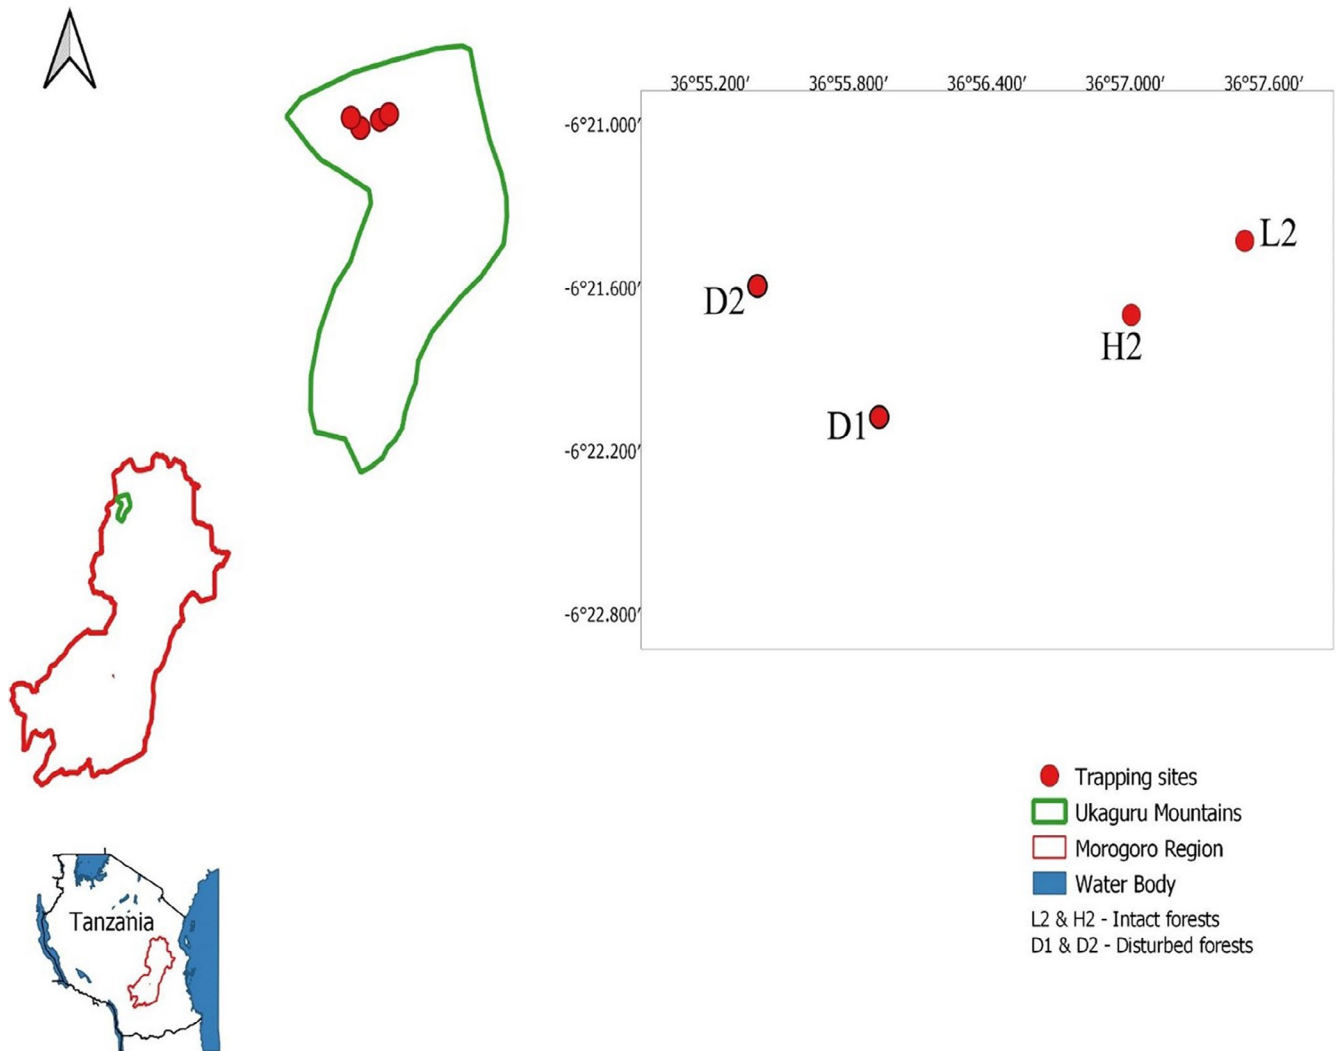 36°55.200′ 36°55.800′ 36°56.400′ 36°57.000′ 36°57.600′
-6°21.000′
L2
-6°21.600′
D2
H2
D1
-6°22.200′
-6°22.800′
Trapping sites
Ukaguru Mountains
Morogoro Region
Water Body
L2 & H2 - Intact forests
D1 & D2 - Disturbed forests
Tanzania